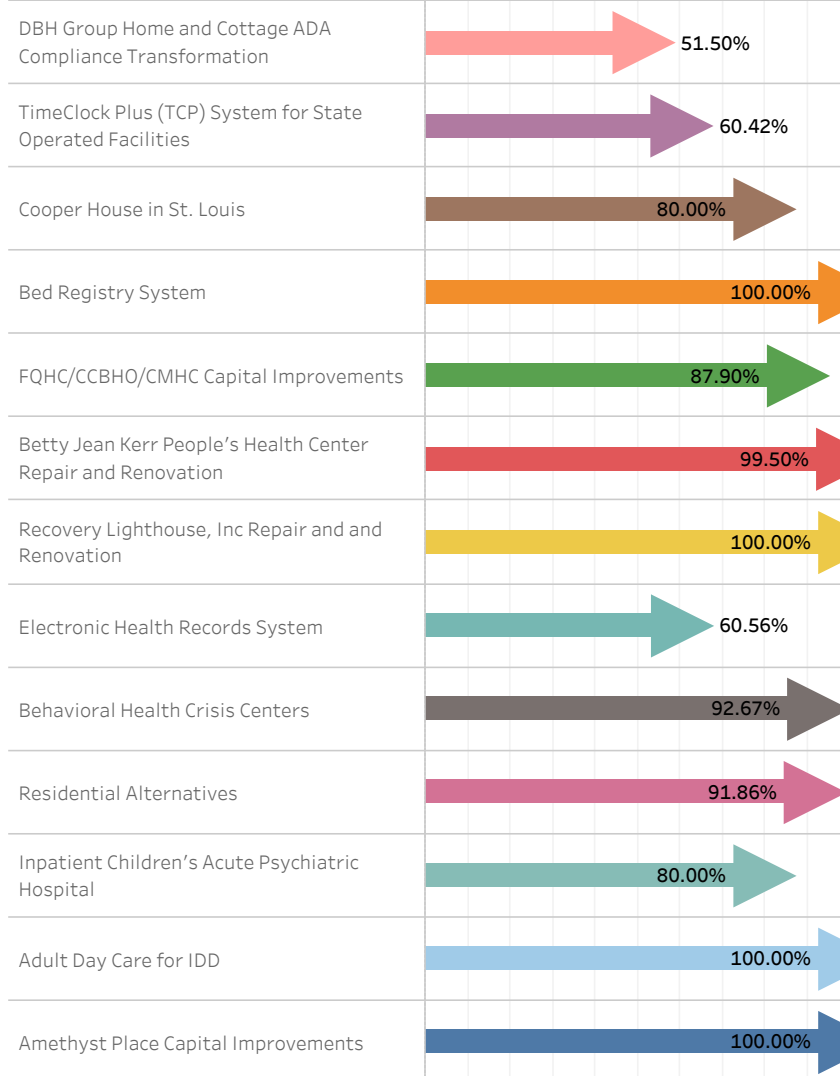 DBH Group Home and Cottage ADA
Compliance Transformation
51.50%
TimeClock Plus (TCP) System for State
Operated Facilities
60.42%
Cooper House in St. Louis
80.00%
Bed Registry System
100.00%
FQHC/CCBHO/CMHC Capital Improvements
87.90%
Betty Jean Kerr People’s Health Center
Repair and Renovation
99.50%
Recovery Lighthouse, Inc Repair and and
Renovation
100.00%
Electronic Health Records System
60.56%
Behavioral Health Crisis Centers
92.67%
Residential Alternatives
91.86%
Inpatient Children’s Acute Psychiatric
Hospital
80.00%
Adult Day Care for IDD
100.00%
Amethyst Place Capital Improvements
100.00%